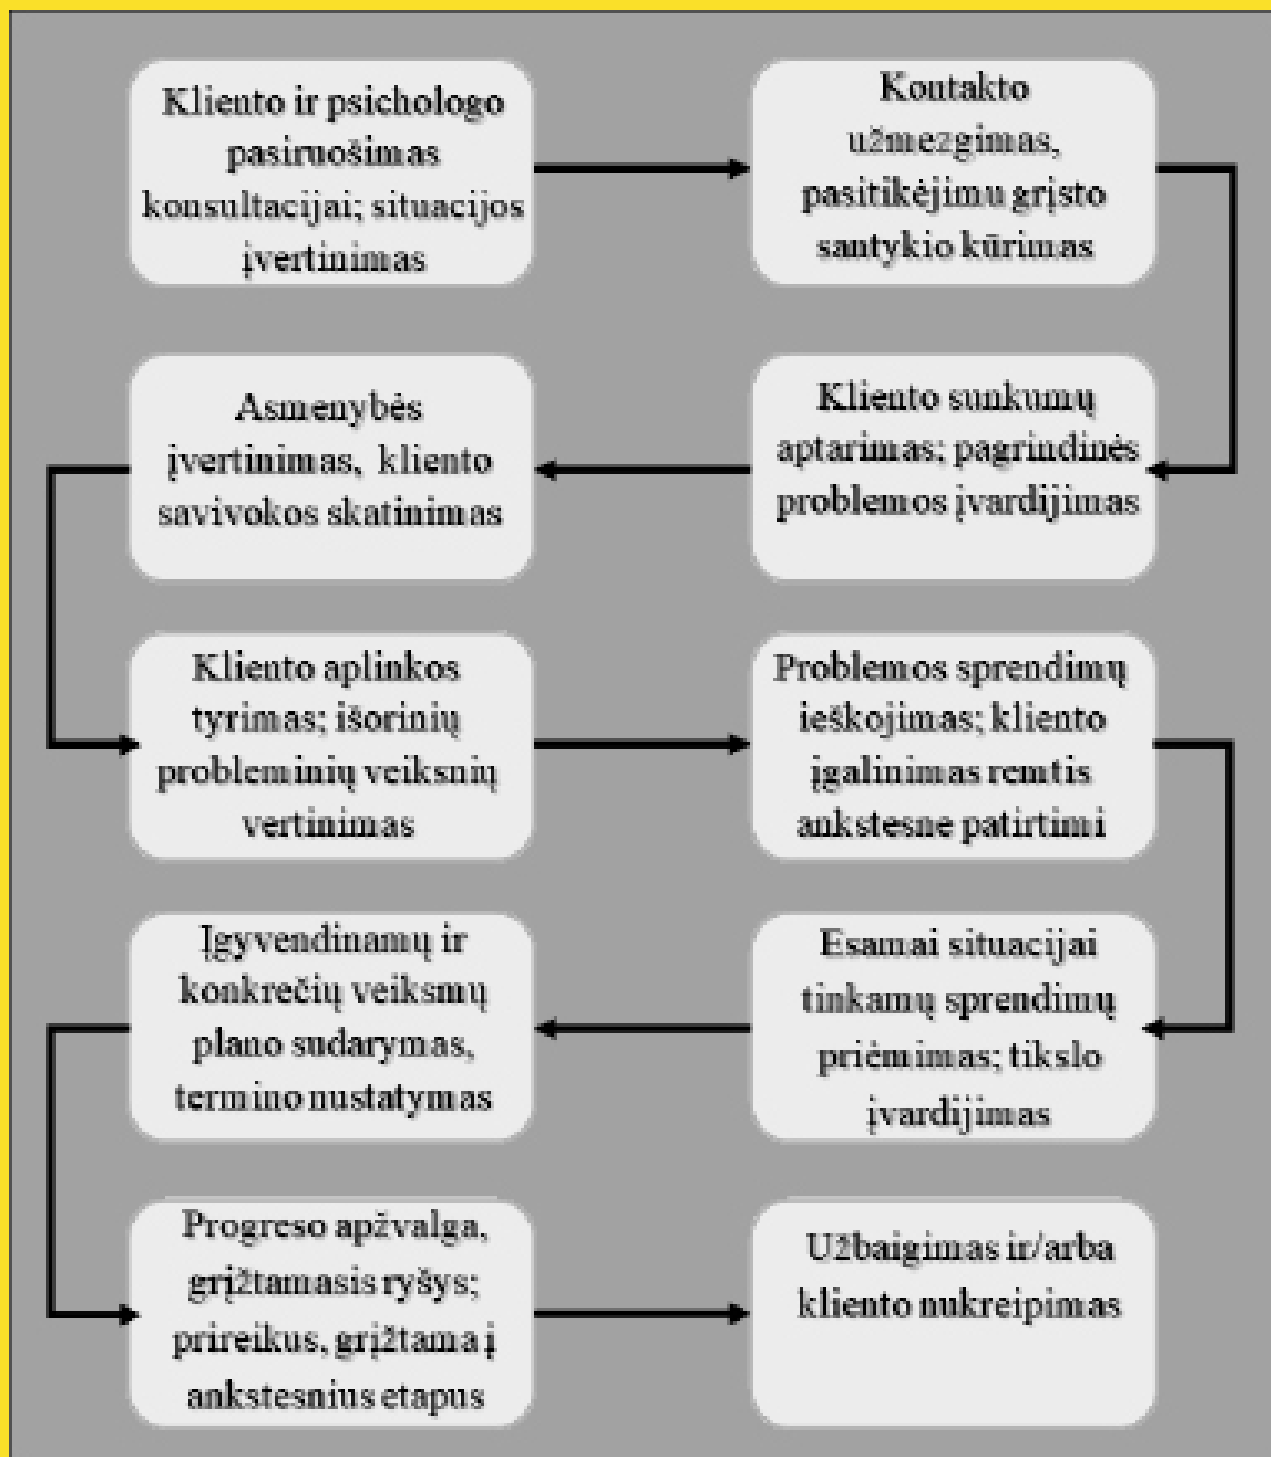 Kliento ir psichologo
pasiruošimas
konsultacijai; situacijos
įvertinimas
Kontakto
užmezgimas,
pasitikėjimu grįsto
santykio kūrimas
Kliento sunkumų
aptarimas; pagrindinės
problemos įvardijimas
Asmenybės
įvertinimas, kliento
savivokos skatinimas
Kliento aplinkos
tyrimas; išorinių
probleminių veiksnių
vertinimas
Problemos sprendimų
ieškojimas; kliento
įgalinimas remtis
ankstesne patirtimi
Esamai situacijai
tinkamų sprendimų
priėmimas; tikslo
įvardijimas
Įgyvendinamų ir
konkrečių veiksmų
plano sudarymas,
termino nustatymas
Progreso apžvalga,
grįžtamasis ryšys;
prireikus, grįžtama į
ankstesnius etapus
Užbaigimas ir/arba
kliento nukreipimas